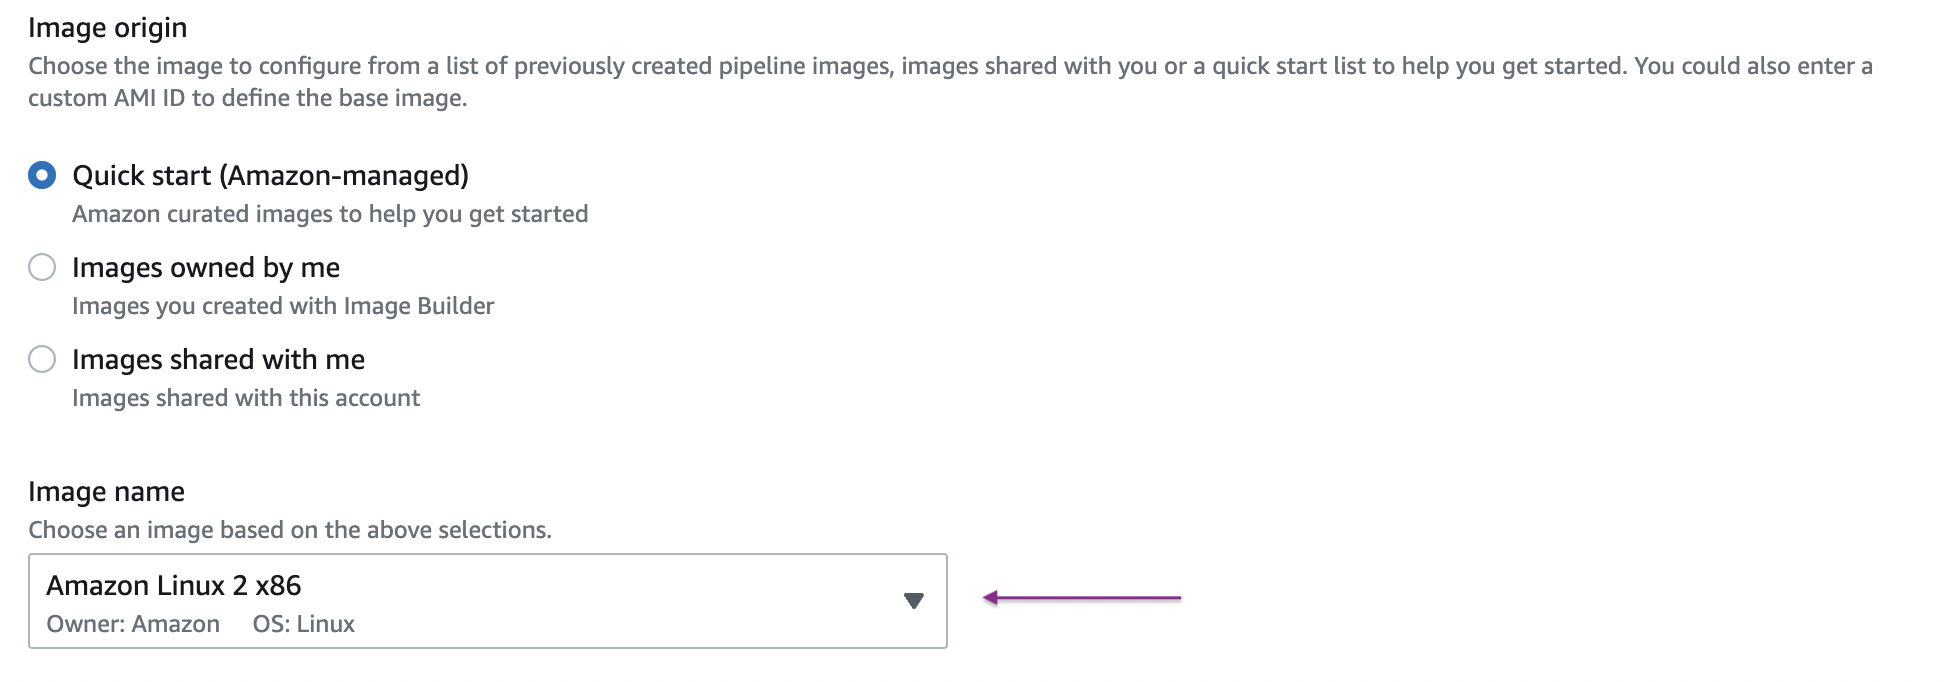 Image origin
Choose the image to configure from a list of previously created pipeline images, images shared with you or a quick start list to help you get started. You could also enter a
custom AMI ID to define the base image.
Quick start (Amazon-managed)
Amazon curated images to help you get started
Images owned by me
Images you created with Image Builder
Images shared with me
Images shared with this account
Image name
Choose an image based on the above selections.
Amazon Linux 2 x86
Owner: Amazon OS: Linux